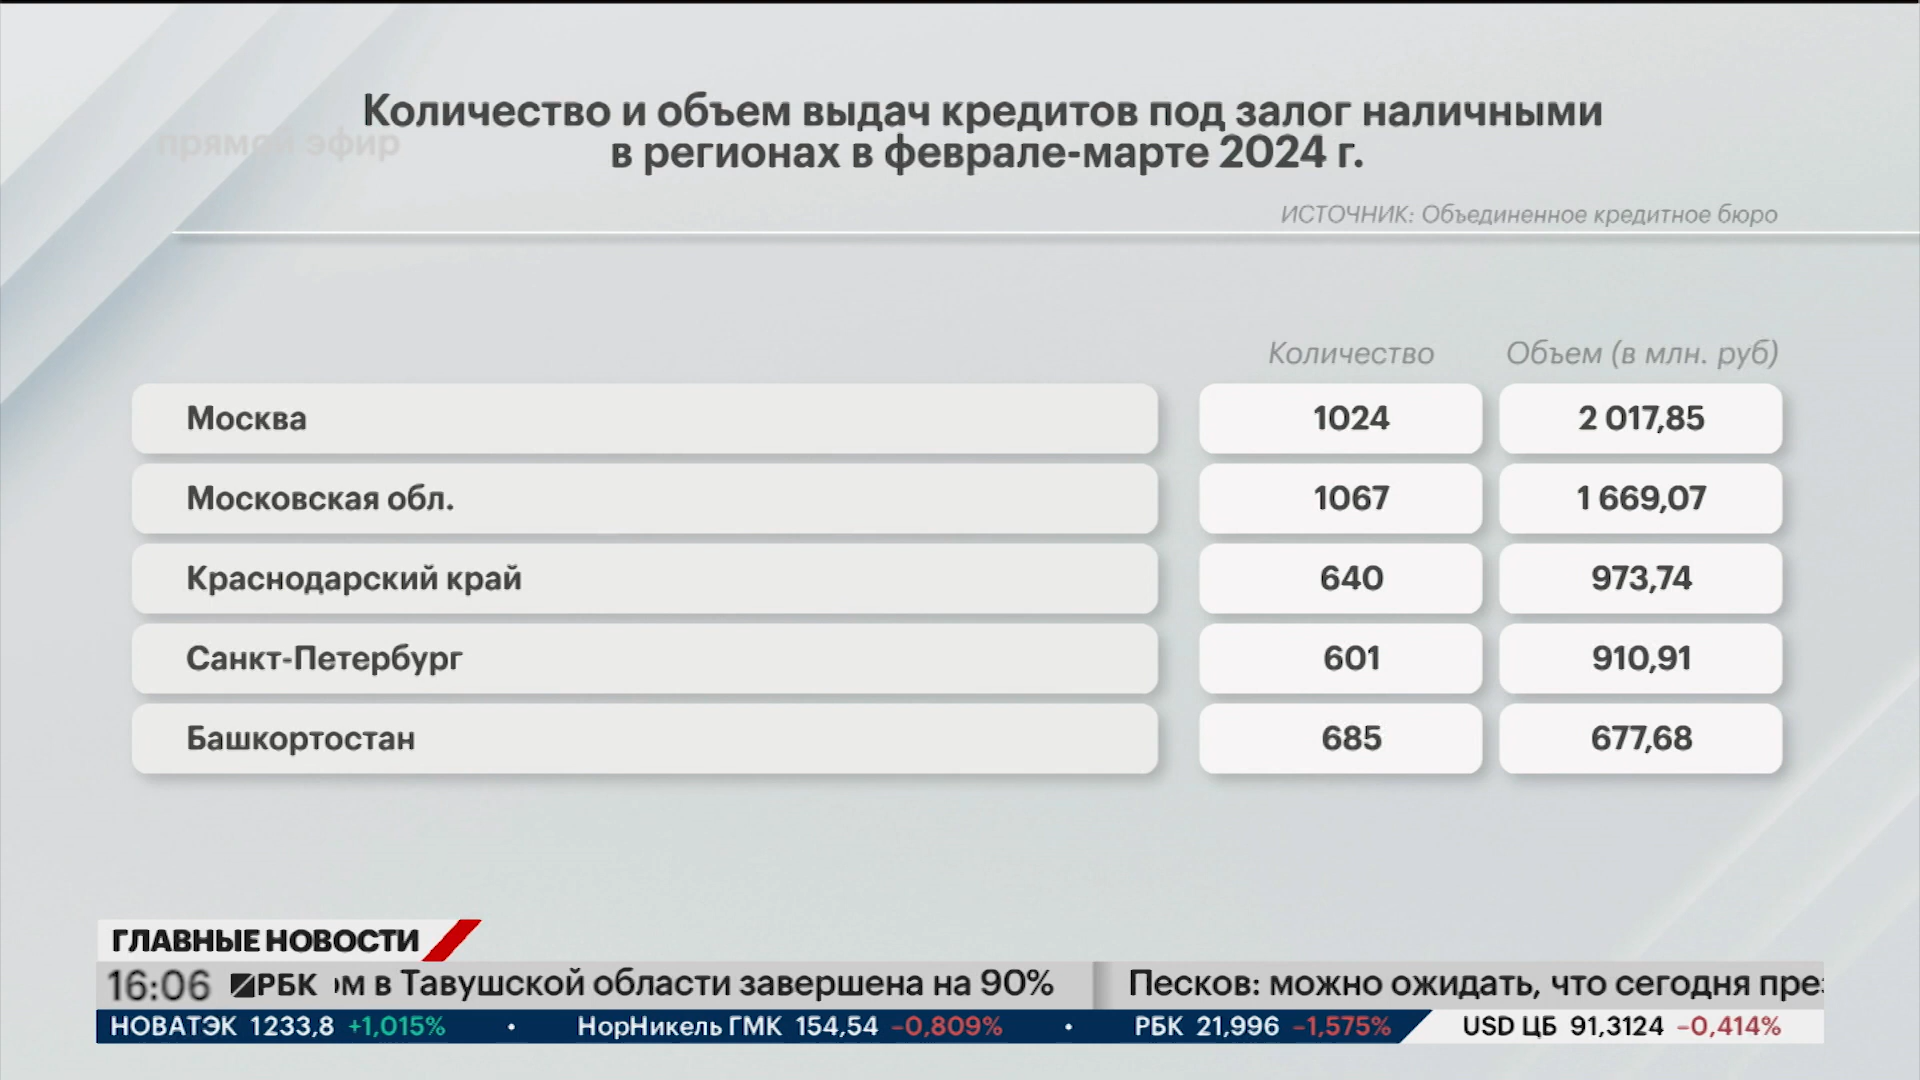 Количество и объем выдач кредитов под залог наличными
в регионах в феврале-марте 2024 г.
прямой эфир
ИСТОЧНИК: Объединенное кредитное бюро
Количество Объем (в млн. руб)
Москва 1024 2 017,85
Московская обл. 1067 1 669,07
Краснодарский край 640 973,74
Санкт-Петербург 601 910,91
Башкортостан 685 677,68
ГЛАВНЫЕ НОВОСТИ
16:06 РБК ом в Тавушской области завершена на 90% Песков: можно ожидать, что сегодня пре
НОВАТЭК 1233,8 +1,015% • НорНикель ГМК 154,54 −0,809% • РБК 21,996 −1,575% USD ЦБ 91,3124 −0,414%